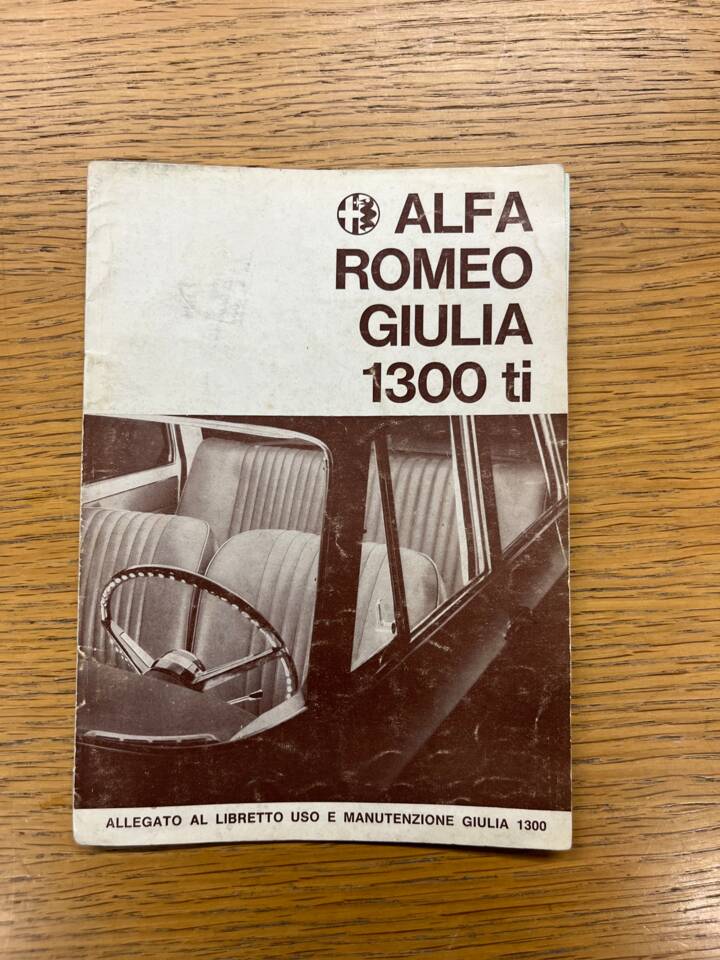 ALFA
ROMEO
GIULIA
1300 ti
ALLEGATO AL LIBRETTO USO E MANUTENZIONE GIULIA 1300